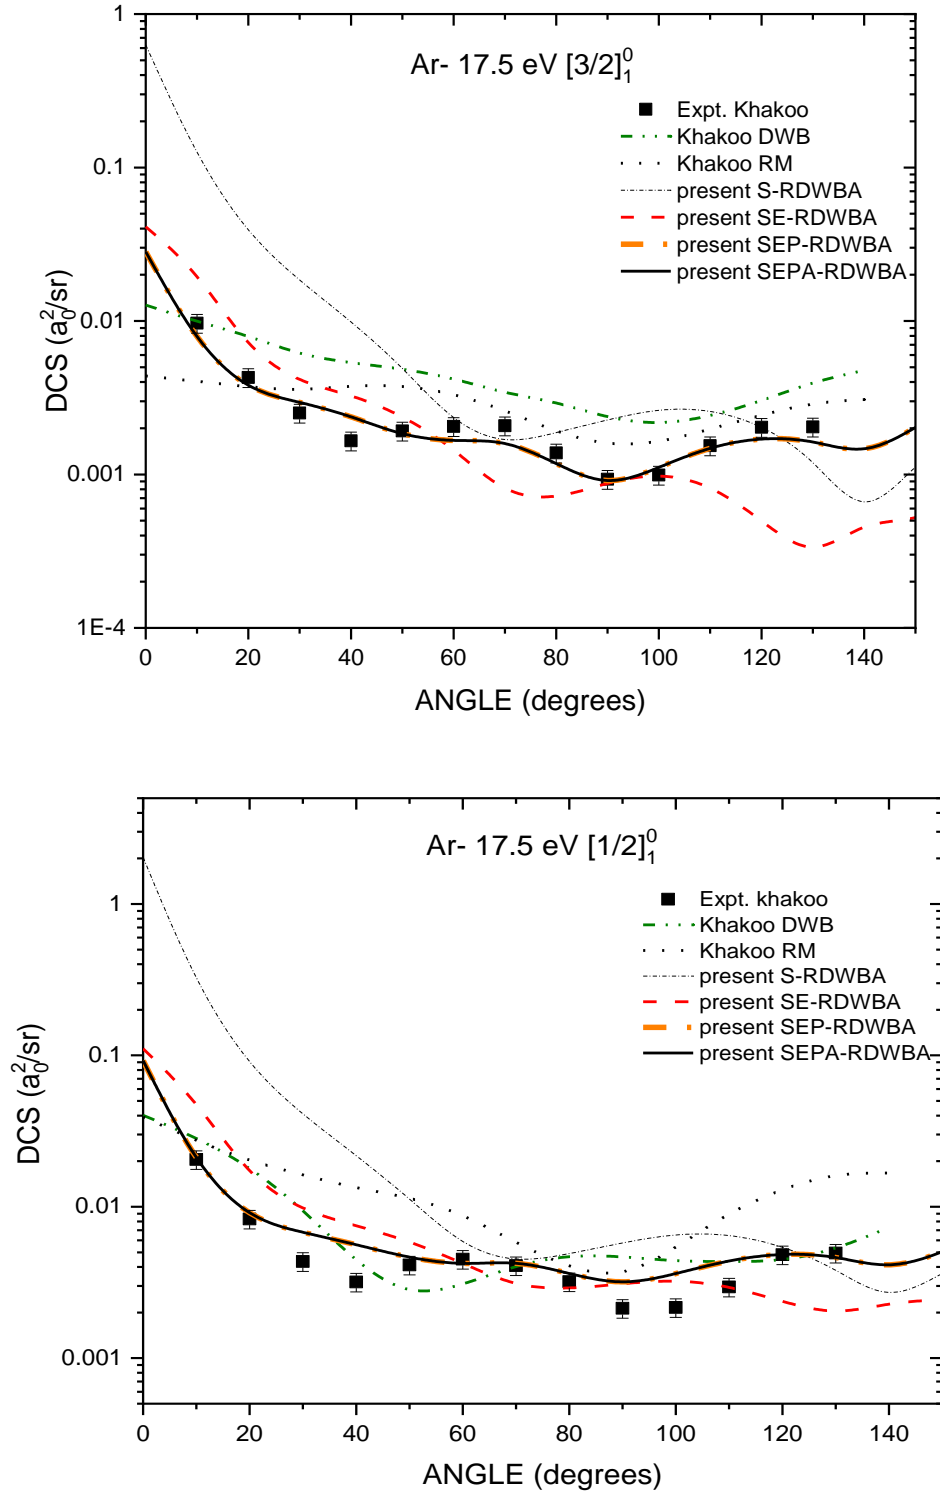 Ar- 17.5 eV [3/2]₁⁰
Expt. Khakoo
Khakoo DWB
Khakoo RM
present S-RDWBA
present SE-RDWBA
present SEP-RDWBA
present SEPA-RDWBA
DCS (a₀²/sr)
1
0.1
0.01
0.001
1E-4
0 20 40 60 80 100 120 140
ANGLE (degrees)
Ar- 17.5 eV [1/2]₁⁰
Expt. khakoo
Khakoo DWB
Khakoo RM
present S-RDWBA
present SE-RDWBA
present SEP-RDWBA
present SEPA-RDWBA
DCS (a₀²/sr)
1
0.1
0.01
0.001
0 20 40 60 80 100 120 140
ANGLE (degrees)